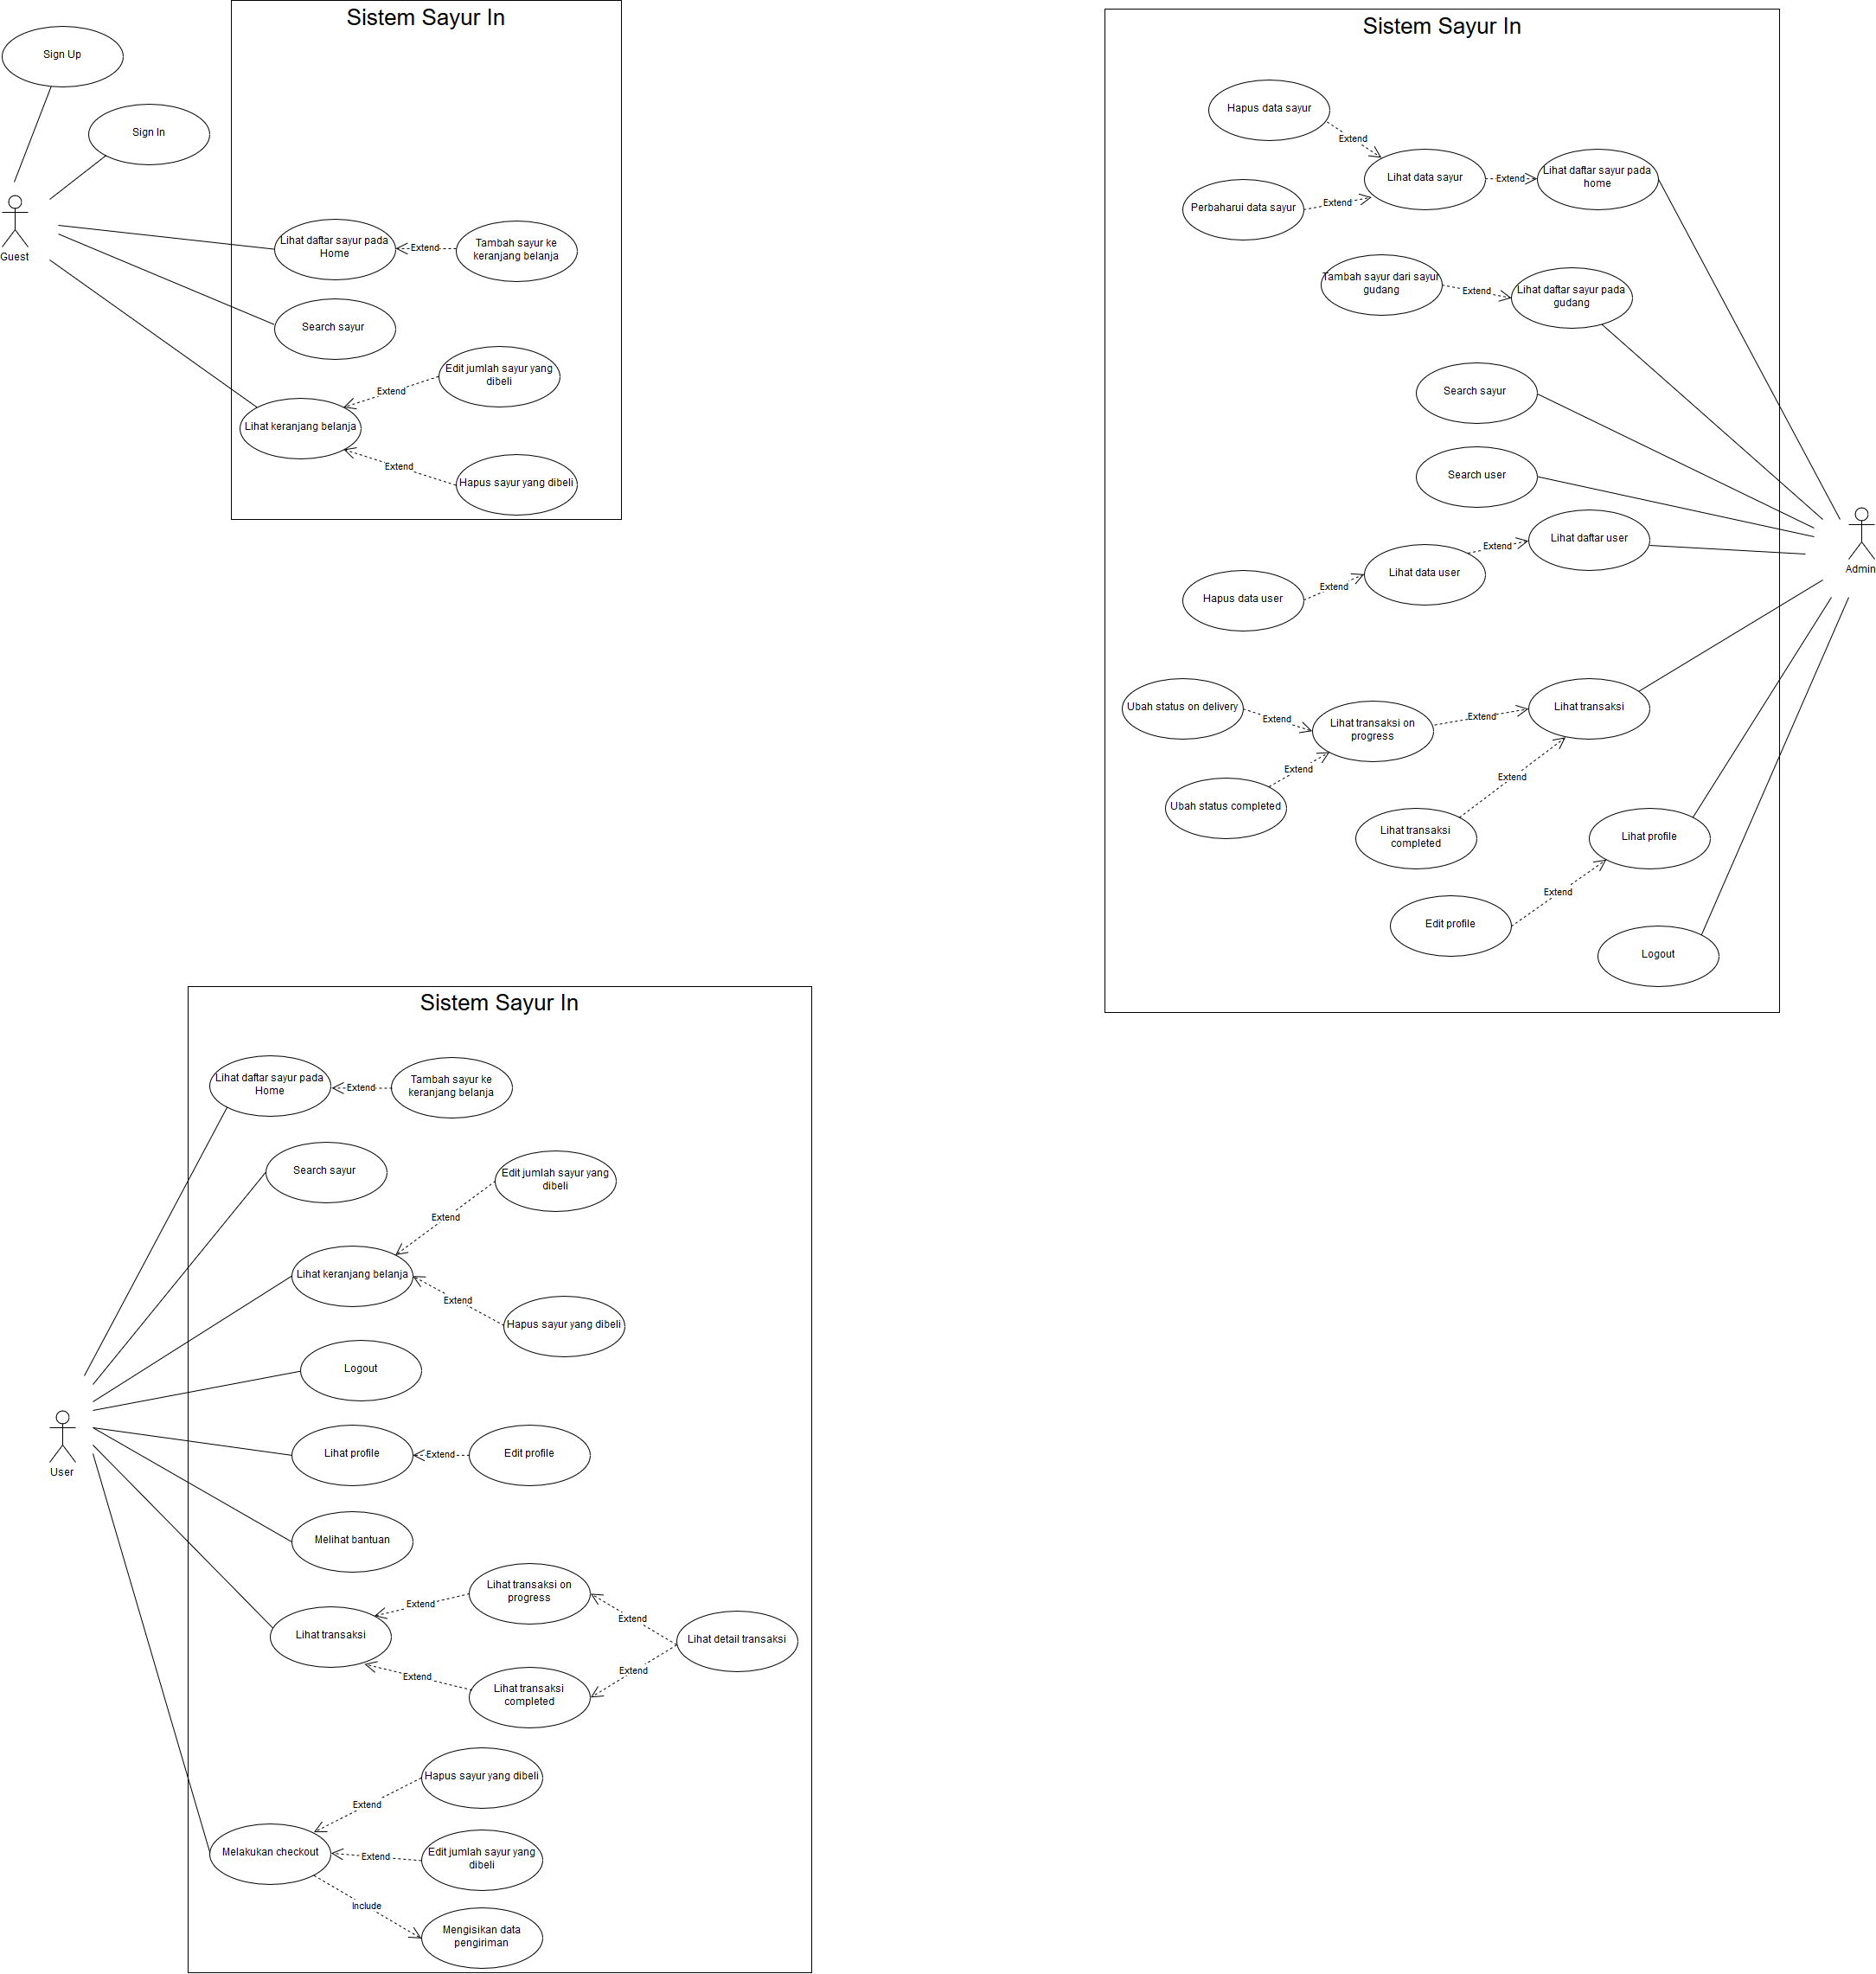 Sistem Sayur In
Sign Up
Sign In
Guest
Lihat daftar sayur pada
Home
Extend
Tambah sayur ke
keranjang belanja
Search sayur
Edit jumlah sayur yang
dibeli
Extend
Lihat keranjang belanja
Extend
Hapus sayur yang dibeli
Sistem Sayur In
Hapus data sayur
Extend
Lihat data sayur
Extend
Lihat daftar sayur pada
home
Perbaharui data sayur
Extend
Tambah sayur dari sayur
gudang
Extend
Lihat daftar sayur pada
gudang
Search sayur
Search user
Lihat daftar user
Extend
Lihat data user
Extend
Hapus data user
Admin
Ubah status on delivery
Extend
Lihat transaksi on
progress
Extend
Lihat transaksi
Extend
Ubah status completed
Extend
Lihat transaksi
completed
Lihat profile
Extend
Edit profile
Logout
Sistem Sayur In
Lihat daftar sayur pada
Home
Extend
Tambah sayur ke
keranjang belanja
Search sayur
Edit jumlah sayur yang
dibeli
Extend
Lihat keranjang belanja
Extend
Hapus sayur yang dibeli
Logout
User
Lihat profile
Extend
Edit profile
Melihat bantuan
Lihat transaksi on
progress
Extend
Extend
Lihat transaksi
Lihat detail transaksi
Extend
Extend
Lihat transaksi
completed
Hapus sayur yang dibeli
Extend
Melakukan checkout
Extend
Edit jumlah sayur yang
dibeli
Include
Mengisikan data
pengiriman